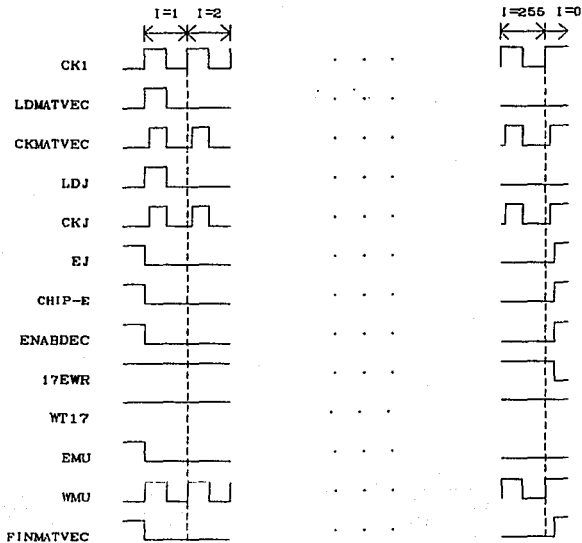 I=1 I=2 I=255 I=0
CK1
LDMATVEC
CKMATVEC
LDJ
CKJ
EJ
CHIP-E
ENABDEC
17EWR
WT17
EMU
WMU
FINMATVEC